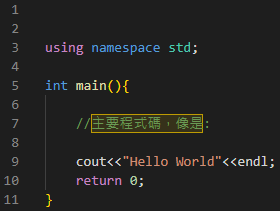 1
2
3 using namespace std;
4
5 int main(){
6
7 //主要程式碼，像是:
8
9 cout<<"Hello World"<<endl;
10 return 0;
11 }